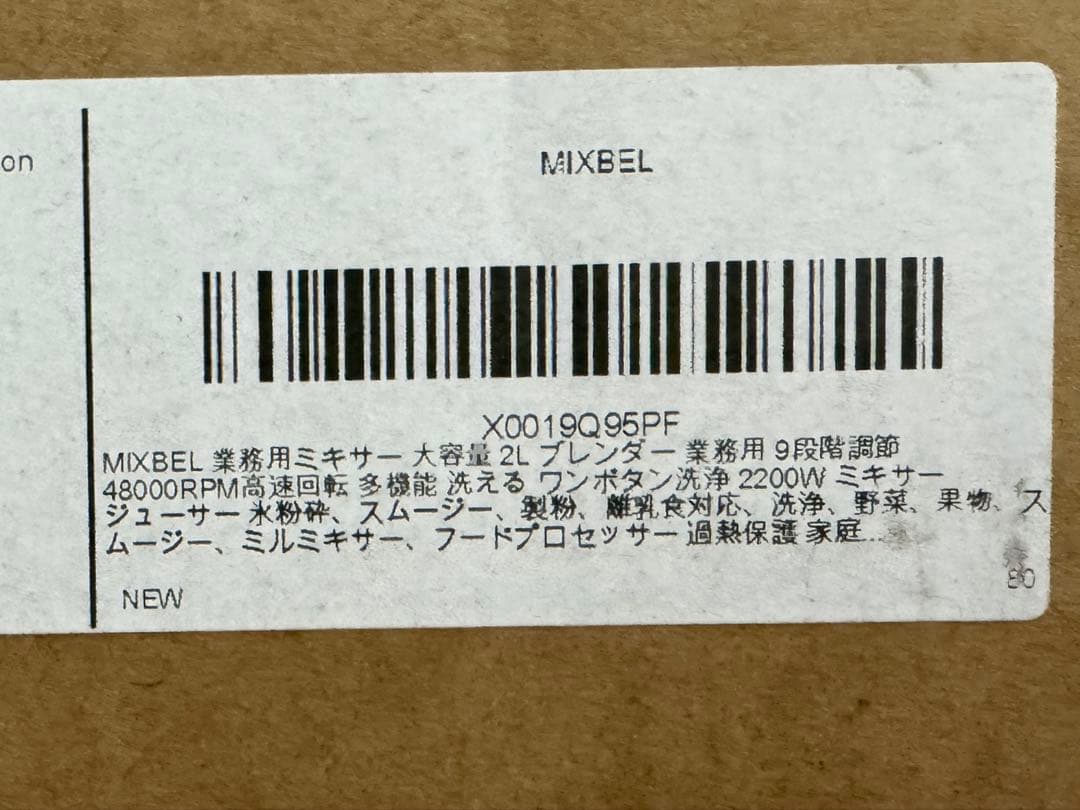 on
MIXBEL
X0019Q95PF
MIXBEL 業務用ミキサー 大容量 2L ブレンダー 業務用 9段階調節
48000RPM高速回転 多機能 洗える ワンボタン洗浄 2200W ミキサー
ジューサー 氷粉砕、スムージー、製粉、離乳食対応、洗浄、野菜、果物、ス
ムージー、ミルミキサー、フードプロセッサー 過熱保護 家庭...
NEW
80